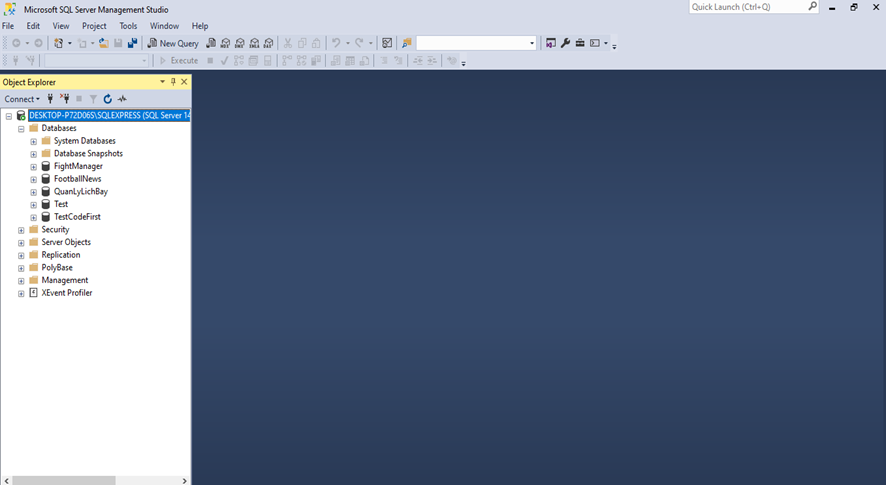 Microsoft SQL Server Management Studio
Quick Launch (Ctrl+Q)
File Edit View Project Tools Window Help
New Query
Execute
Object Explorer
Connect
DESKTOP-P72D06S\SQLEXPRESS (SQL Server 14
Databases
System Databases
Database Snapshots
FightManager
FootballNews
QuanLyLichBay
Test
TestCodeFirst
Security
Server Objects
Replication
PolyBase
Management
XEvent Profiler